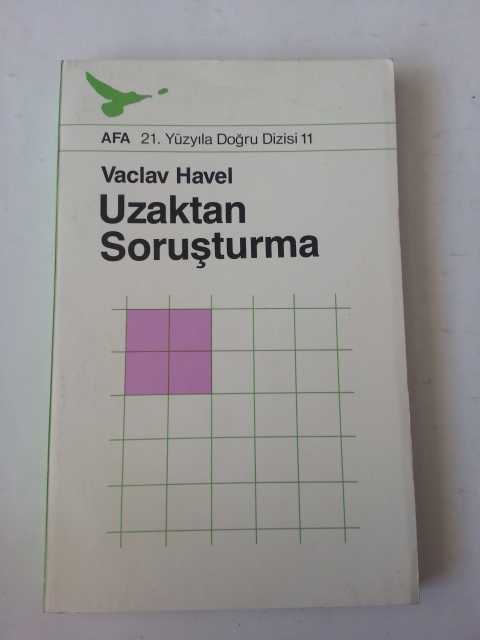 AFA 21. Yüzyıla Doğru Dizisi 11
Vaclav Havel
Uzaktan
Soruşturma